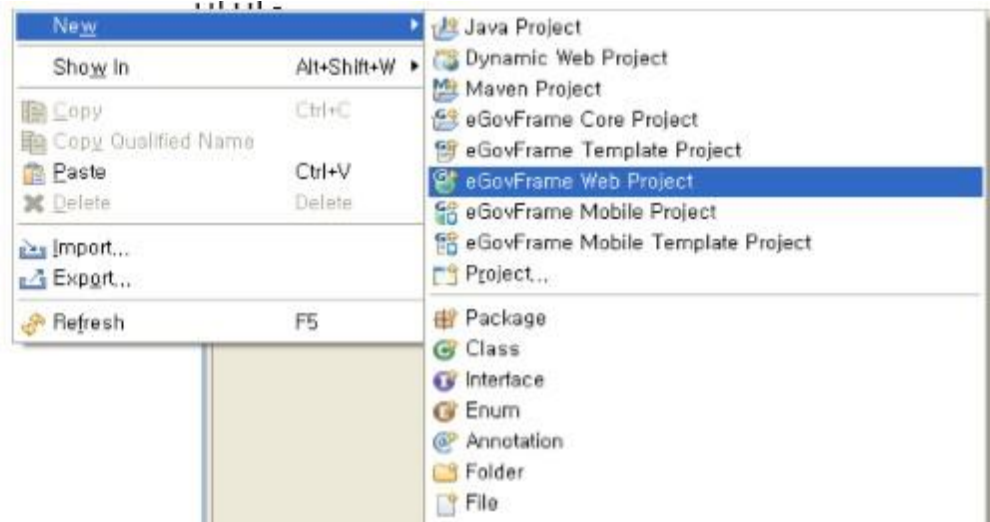 New
Show In Alt+Shift+W
Copy Ctrl+C
Copy Qualified Name
Paste Ctrl+V
Delete Delete
Import...
Export...
Refresh F5
Java Project
Dynamic Web Project
Maven Project
eGovFrame Core Project
eGovFrame Template Project
eGovFrame Web Project
eGovFrame Mobile Project
eGovFrame Mobile Template Project
Project...
Package
Class
Interface
Enum
Annotation
Folder
File